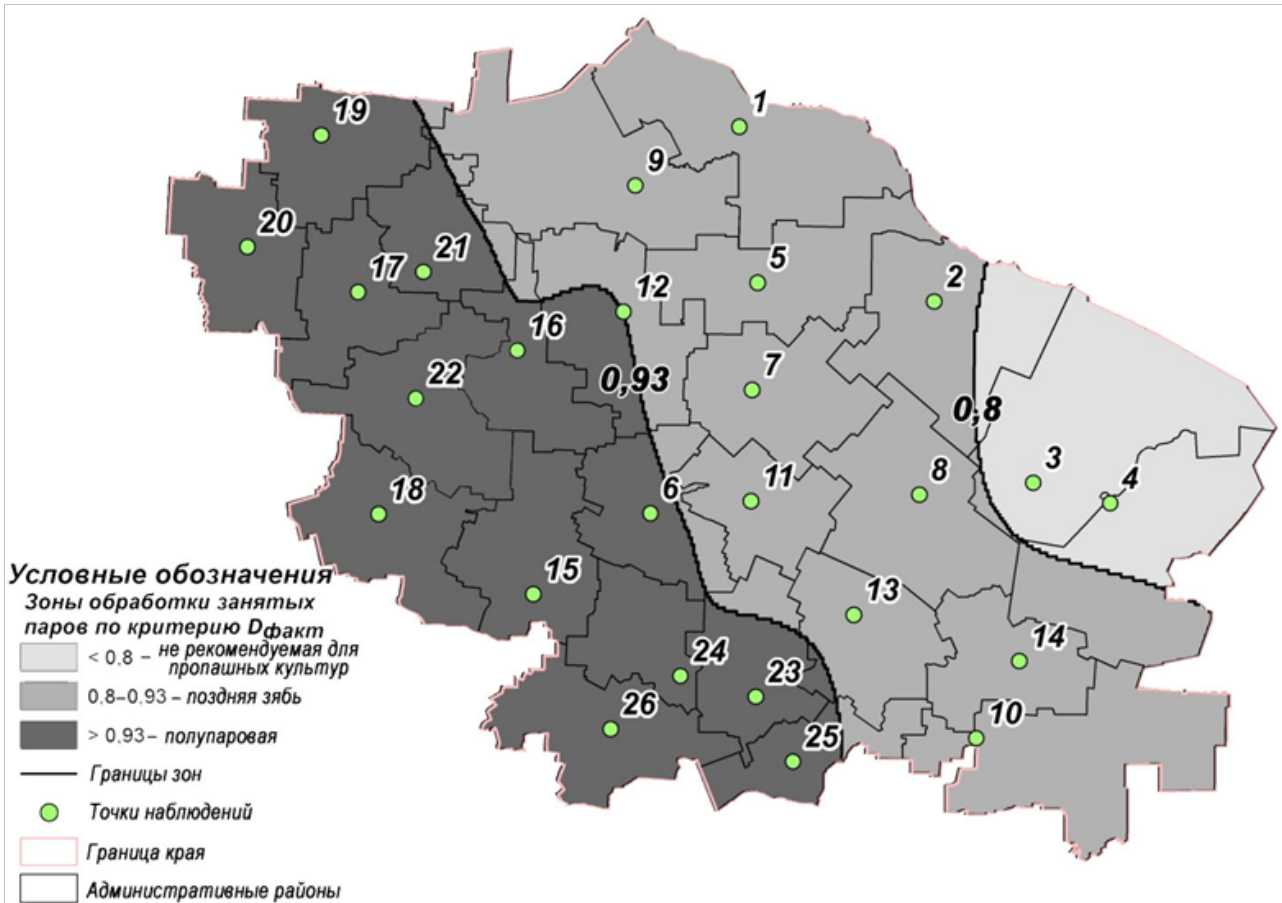 1
19
9
20
21
17
5
2
12
16
0,93
7
22
0,8
3
4
8
11
6
18
15
13
14
24
23
26
10
25
Условные обозначения
Зоны обработки занятых
паров по критерию Dфакт
< 0,8 – не рекомендуемая для
пропашных культур
0,8–0,93 – поздняя зябь
> 0,93 – полупаровая
Границы зон
Точки наблюдений
Граница края
Административные районы